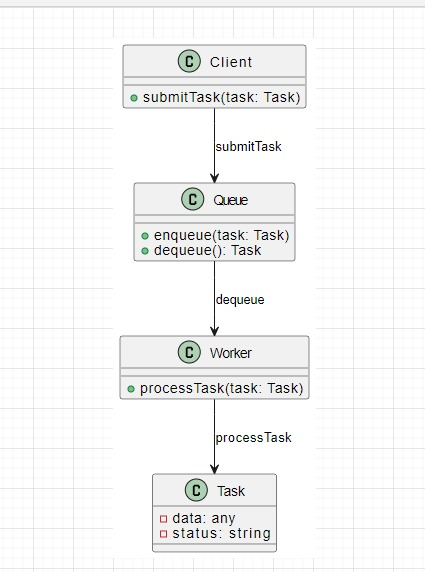 C Client
submitTask(task: Task)
submitTask
C Queue
enqueue(task: Task)
dequeue(): Task
dequeue
C Worker
processTask(task: Task)
processTask
C Task
data: any
status: string